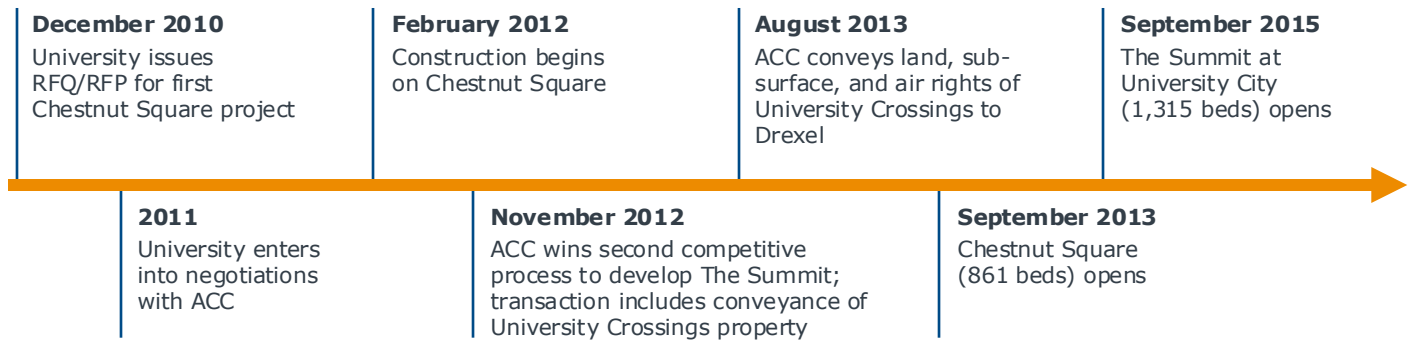 December 2010
University issues
RFQ/RFP for first
Chestnut Square project
February 2012
Construction begins
on Chestnut Square
August 2013
ACC conveys land, sub-
surface, and air rights of
University Crossings to
Drexel
September 2015
The Summit at
University City
(1,315 beds) opens
2011
University enters
into negotiations
with ACC
November 2012
ACC wins second competitive
process to develop The Summit;
transaction includes conveyance of
University Crossings property
September 2013
Chestnut Square
(861 beds) opens